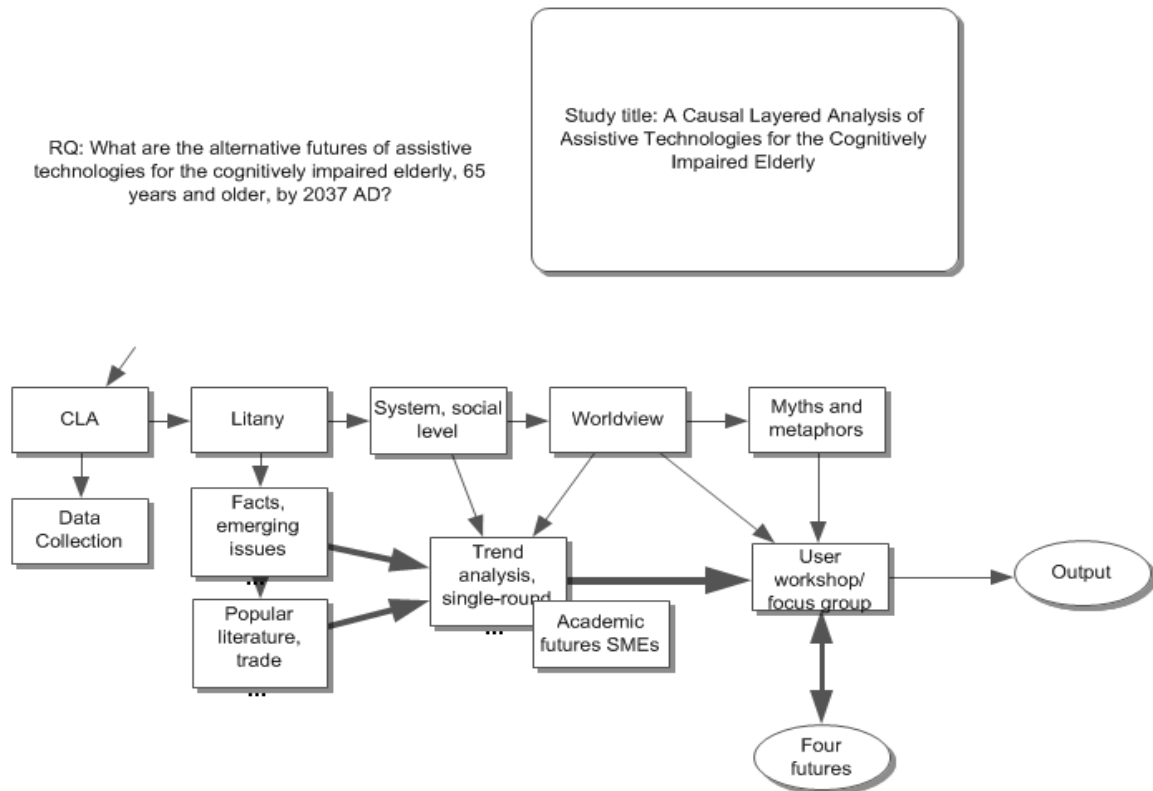 Study title: A Causal Layered Analysis of
Assistive Technologies for the Cognitively
Impaired Elderly
RQ: What are the alternative futures of assistive
technologies for the cognitively impaired elderly, 65
years and older, by 2037 AD?
CLA
Litany
System, social
level
Worldview
Myths and
metaphors
Data
Collection
Facts,
emerging
issues
...
Popular
literature,
trade
...
Trend
analysis,
single-round
...
Academic
futures SMEs
User
workshop/
focus group
Output
Four
futures